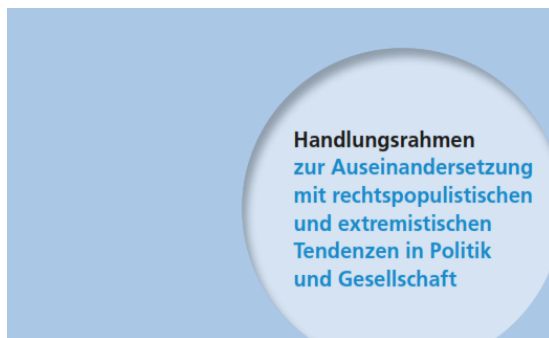 Handlungsrahmen
zur Auseinandersetzung
mit rechtspopulistischen
und extremistischen
Tendenzen in Politik
und Gesellschaft